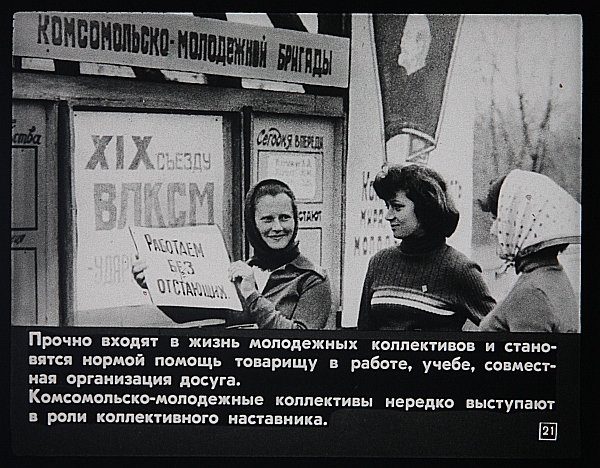 КОМСОМОЛЬСКО-МОЛОДЕЖНОЙ БРИГАДЫ
XIX СЪЕЗДУ
ВЛКСМ
Сегодня ВПЕРЕДИ
РАБОТАЕМ
БЕЗ
ОТСТАЮЩИХ
Прочно входят в жизнь молодежных коллективов и стано-
вятся нормой помощь товарищу в работе, учебе, совмест-
ная организация досуга.
Комсомольско-молодежные коллективы нередко выступают
в роли коллективного наставника.
21